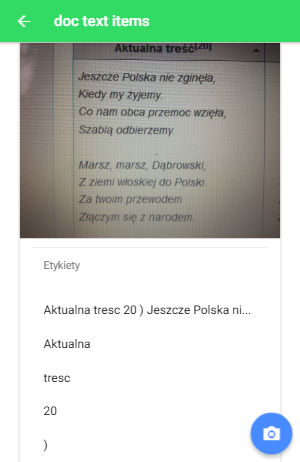 doc text items
Aktualna treść[20]
Jeszcze Polska nie zginęła,
Kiedy my żyjemy.
Co nam obca przemoc wzięła,
Szablą odbierzemy.
Marsz, marsz, Dąbrowski,
Z ziemi włoskiej do Polski.
Za twoim przewodem
Złączym się z narodem.
Etykiety
Aktualna tresc 20 ) Jeszcze Polska ni...
Aktualna
tresc
20
)